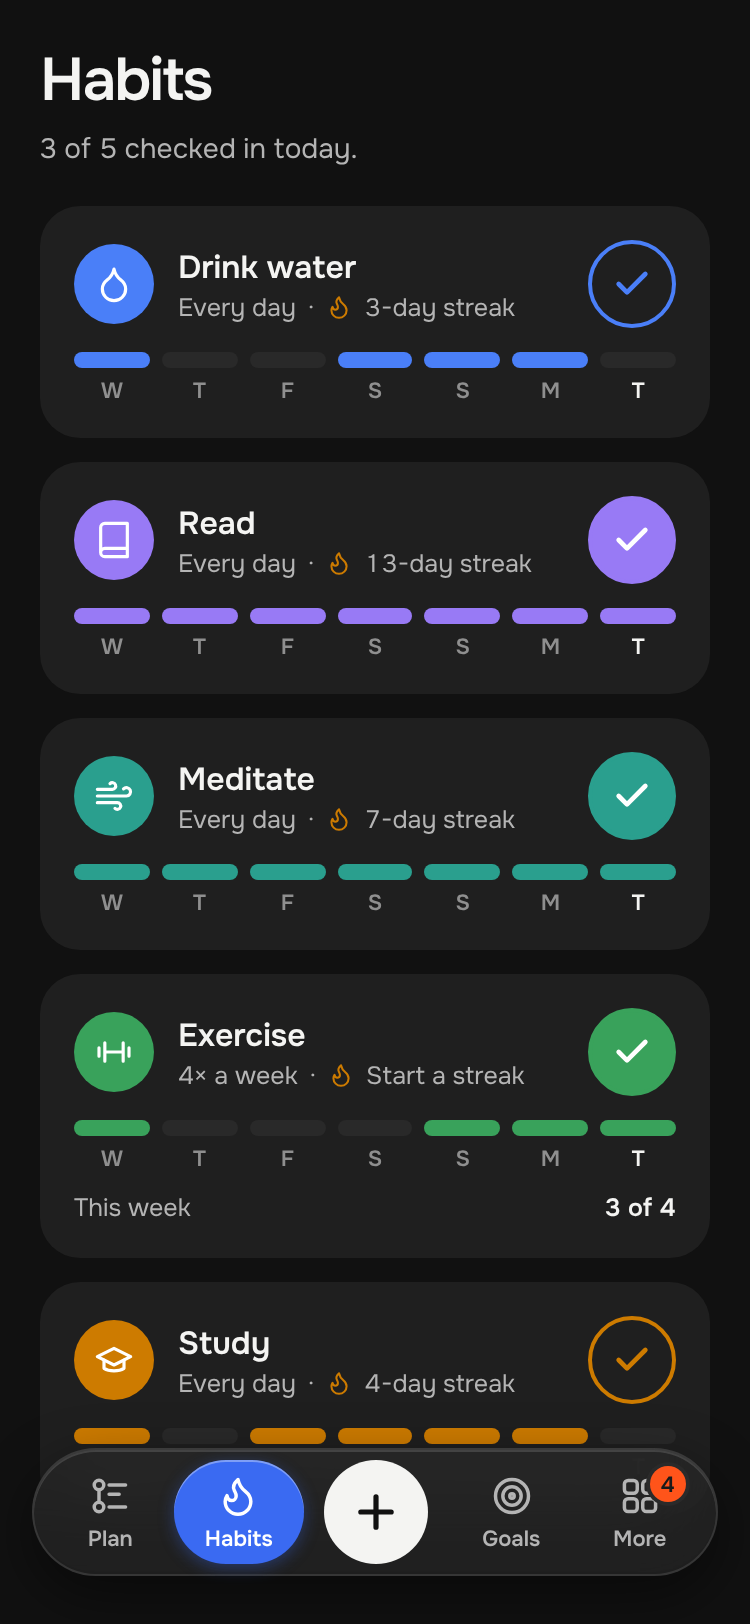 Habits
3 of 5 checked in today.
Drink water
Every day · 3-day streak
W T F S S M T
Read
Every day · 13-day streak
W T F S S M T
Meditate
Every day · 7-day streak
W T F S S M T
Exercise
4× a week · Start a streak
W T F S S M T
This week 3 of 4
Study
Every day · 4-day streak
4
Plan Habits Goals More